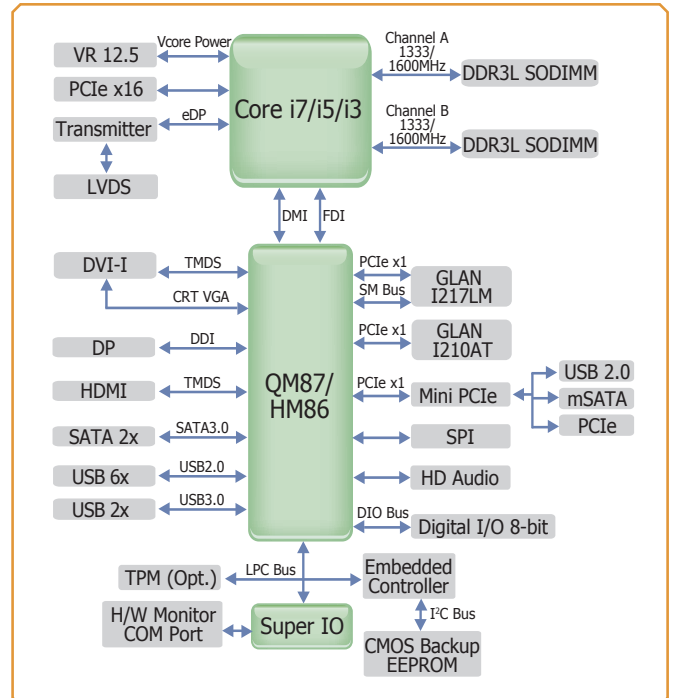 VR 12.5
Vcore Power
PCIe x16
Transmitter
eDP
LVDS
Core i7/i5/i3
Channel A
1333/
1600MHz
DDR3L SODIMM
Channel B
1333/
1600MHz
DDR3L SODIMM
DMI
FDI
DVI-I
TMDS
CRT VGA
DP
DDI
HDMI
TMDS
SATA 2x
SATA3.0
USB 6x
USB2.0
USB 2x
USB3.0
QM87/
HM86
PCIe x1
SM Bus
GLAN
I217LM
PCIe x1
GLAN
I210AT
PCIe x1
Mini PCIe
USB 2.0
mSATA
PCIe
SPI
HD Audio
DIO Bus
Digital I/O 8-bit
TPM (Opt.)
LPC Bus
Embedded
Controller
H/W Monitor
COM Port
Super IO
I²C Bus
CMOS Backup
EEPROM